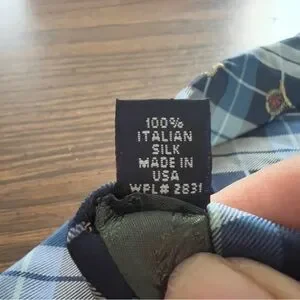 100%
ITALIAN
SILK
MADE IN
USA
WPL# 2831